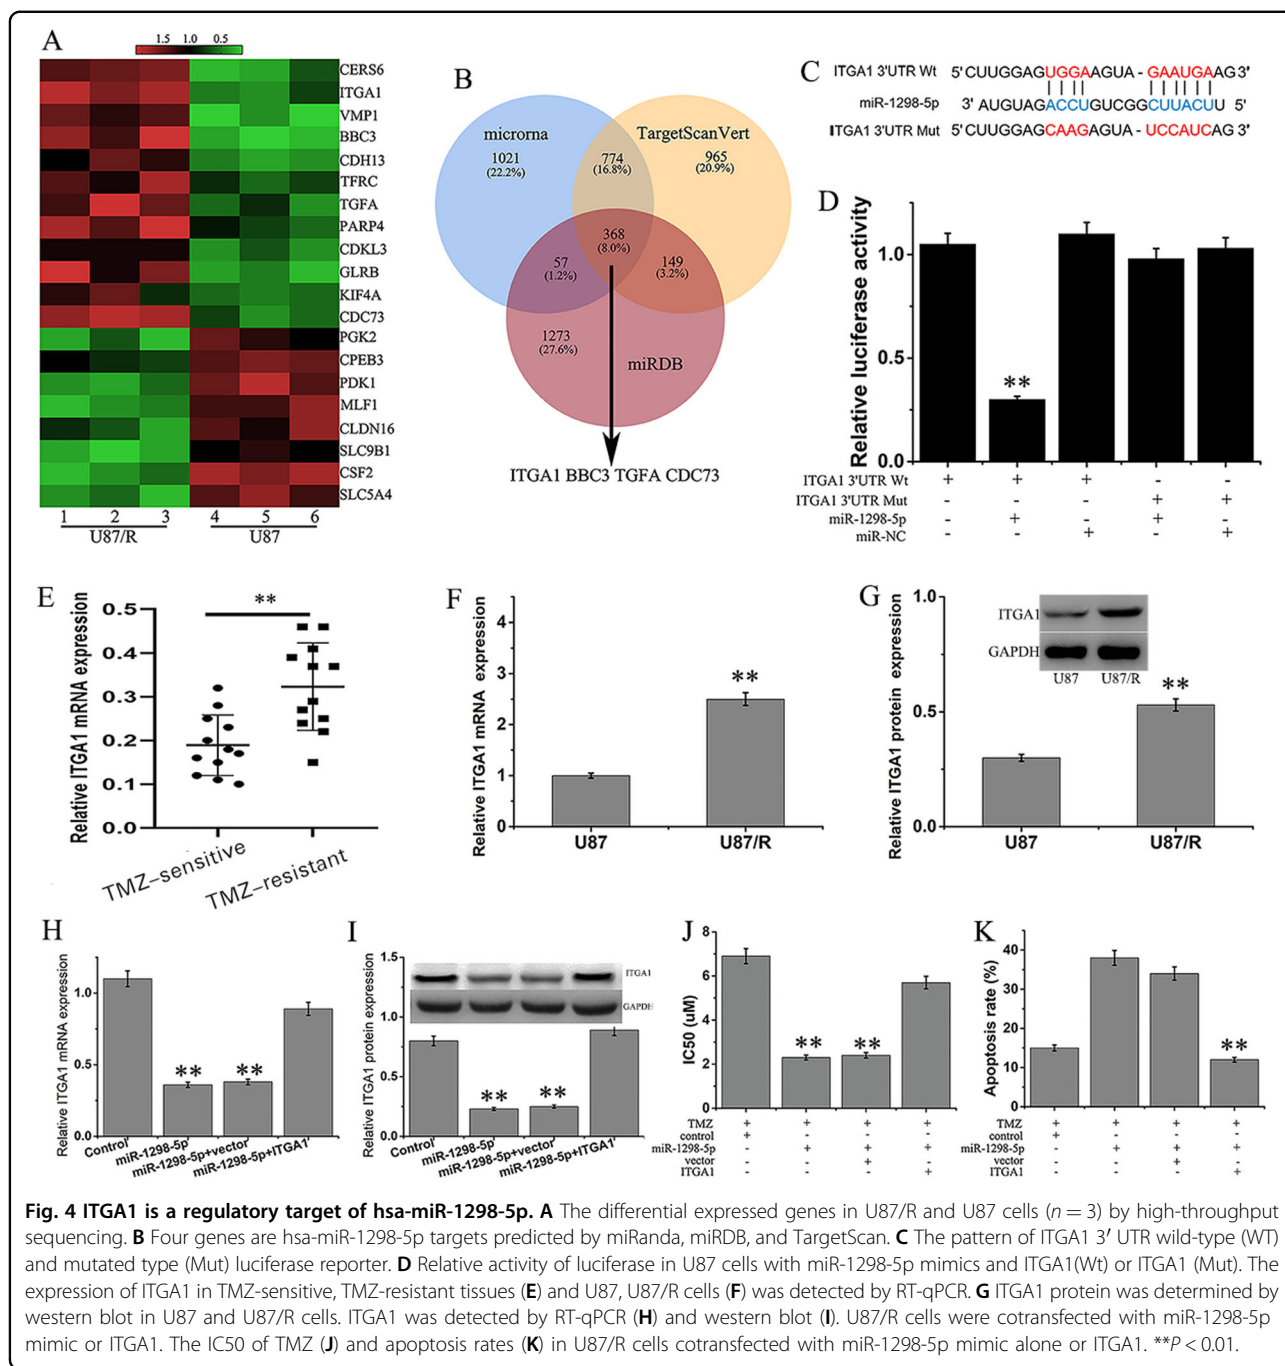 A
1.5 1.0 0.5
CERS6
ITGA1
VMP1
BBC3
CDH13
TFRC
TGFA
PARP4
CDKL3
GLRB
KIF4A
CDC73
PGK2
CPEB3
PDK1
MLF1
CLDN16
SLC9B1
CSF2
SLC5A4
1 2 3 4 5 6
U87/R U87
B
microrna
TargetScanVert
1021
(22.2%)
774
(16.8%)
965
(20.9%)
368
(8.0%)
57
(1.2%)
149
(3.2%)
1273
(27.6%)
miRDB
ITGA1 BBC3 TGFA CDC73
C
ITGA1 3'UTR Wt 5'CUUGGAGUGGAAGUA - GAAUGAAG3'
miR-1298-5p 3' AUGUAGACCUGUCGGCUUACUU 5'
ITGA1 3'UTR Mut 5'CUUGGAGCAAGAGUA - UCCAUCAG 3'
D
Relative luciferase activity
1.0
0.5
0.0
**
ITGA1 3'UTR Wt + + + - -
ITGA1 3'UTR Mut - - - + +
miR-1298-5p - + - + -
miR-NC - - + - +
E
Relative ITGA1 mRNA expression
0.5
0.4
0.3
0.2
0.1
0.0
**
TMZ-sensitive
TMZ-resistant
F
Relative ITGA1 mRNA expression
4
3
2
1
0
**
U87 U87/R
G
Relative ITGA1 protein expression
1.0
0.5
0.0
ITGA1
GAPDH
U87 U87/R
**
U87 U87/R
H
Relative ITGA1 mRNA expression
1.0
0.5
0.0
** **
Control
miR-1298-5p
miR-1298-5p+vector
miR-1298-5p+ITGA1
I
Relative ITGA1 protein expression
1.5
1.0
0.5
0.0
ITGA1
GAPDH
** **
Control
miR-1298-5p
miR-1298-5p+vector
miR-1298-5p+ITGA1
J
IC50 (uM)
8
6
4
2
0
** **
TMZ + + + +
control + - - -
miR-1298-5p - + + +
vector - - + -
ITGA1 - - - +
K
Apoptosis rate (%)
40
30
20
10
0
**
TMZ + + + +
control + - - -
miR-1298-5p - + + +
vector - - + -
ITGA1 - - - +
Fig. 4 ITGA1 is a regulatory target of hsa-miR-1298-5p. A The differential expressed genes in U87/R and U87 cells (n = 3) by high-throughput
sequencing. B Four genes are hsa-miR-1298-5p targets predicted by miRanda, miRDB, and TargetScan. C The pattern of ITGA1 3′ UTR wild-type (WT)
and mutated type (Mut) luciferase reporter. D Relative activity of luciferase in U87 cells with miR-1298-5p mimics and ITGA1(Wt) or ITGA1 (Mut). The
expression of ITGA1 in TMZ-sensitive, TMZ-resistant tissues (E) and U87, U87/R cells (F) was detected by RT-qPCR. G ITGA1 protein was determined by
western blot in U87 and U87/R cells. ITGA1 was detected by RT-qPCR (H) and western blot (I). U87/R cells were cotransfected with miR-1298-5p
mimic or ITGA1. The IC50 of TMZ (J) and apoptosis rates (K) in U87/R cells cotransfected with miR-1298-5p mimic alone or ITGA1. **P < 0.01.